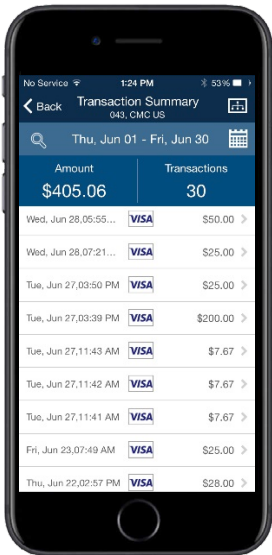 No Service 1:24 PM 53%
Back Transaction Summary
043, CMC US
Thu, Jun 01 - Fri, Jun 30
Amount Transactions
$405.06 30
Wed, Jun 28,05:55... VISA $50.00
Wed, Jun 28,07:21... VISA $25.00
Tue, Jun 27,03:50 PM VISA $25.00
Tue, Jun 27,03:39 PM VISA $200.00
Tue, Jun 27,11:43 AM VISA $7.67
Tue, Jun 27,11:42 AM VISA $7.67
Tue, Jun 27,11:41 AM VISA $7.67
Fri, Jun 23,07:49 AM VISA $25.00
Thu, Jun 22,02:57 PM VISA $28.00